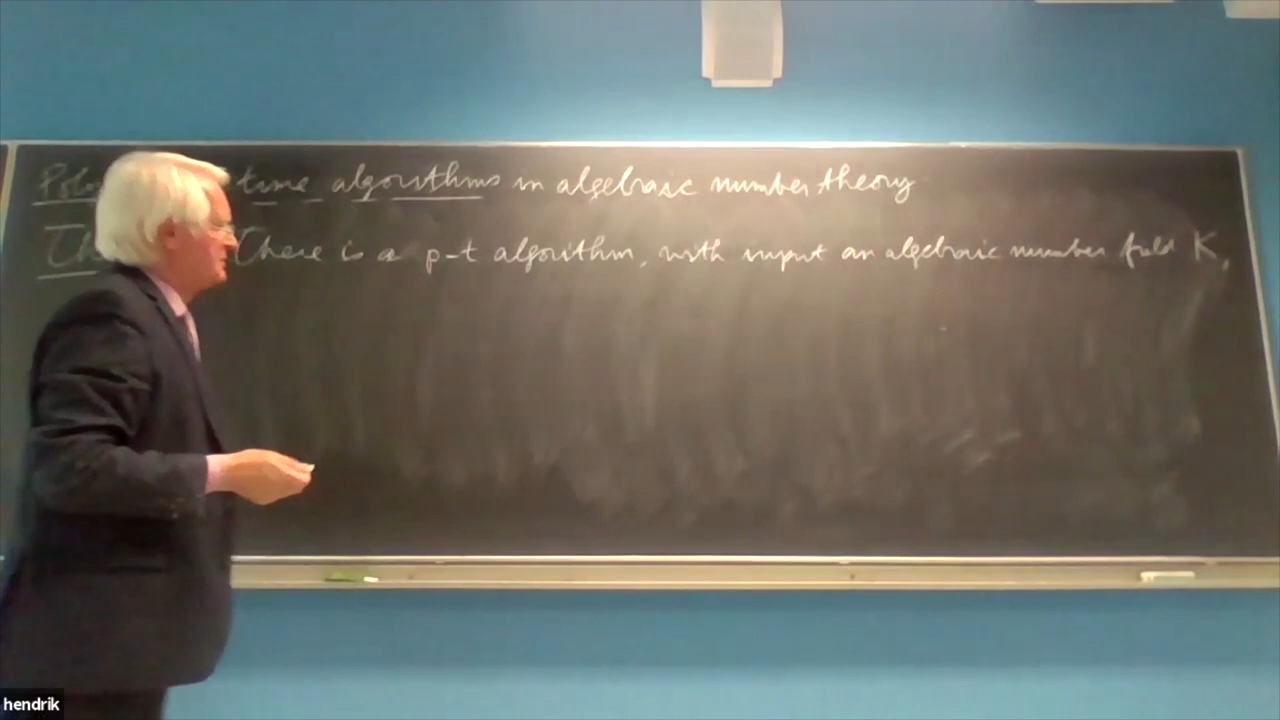 time algorithms in algebraic number theory
There is a p-t algorithm, with input an algebraic number field K,
hendrik